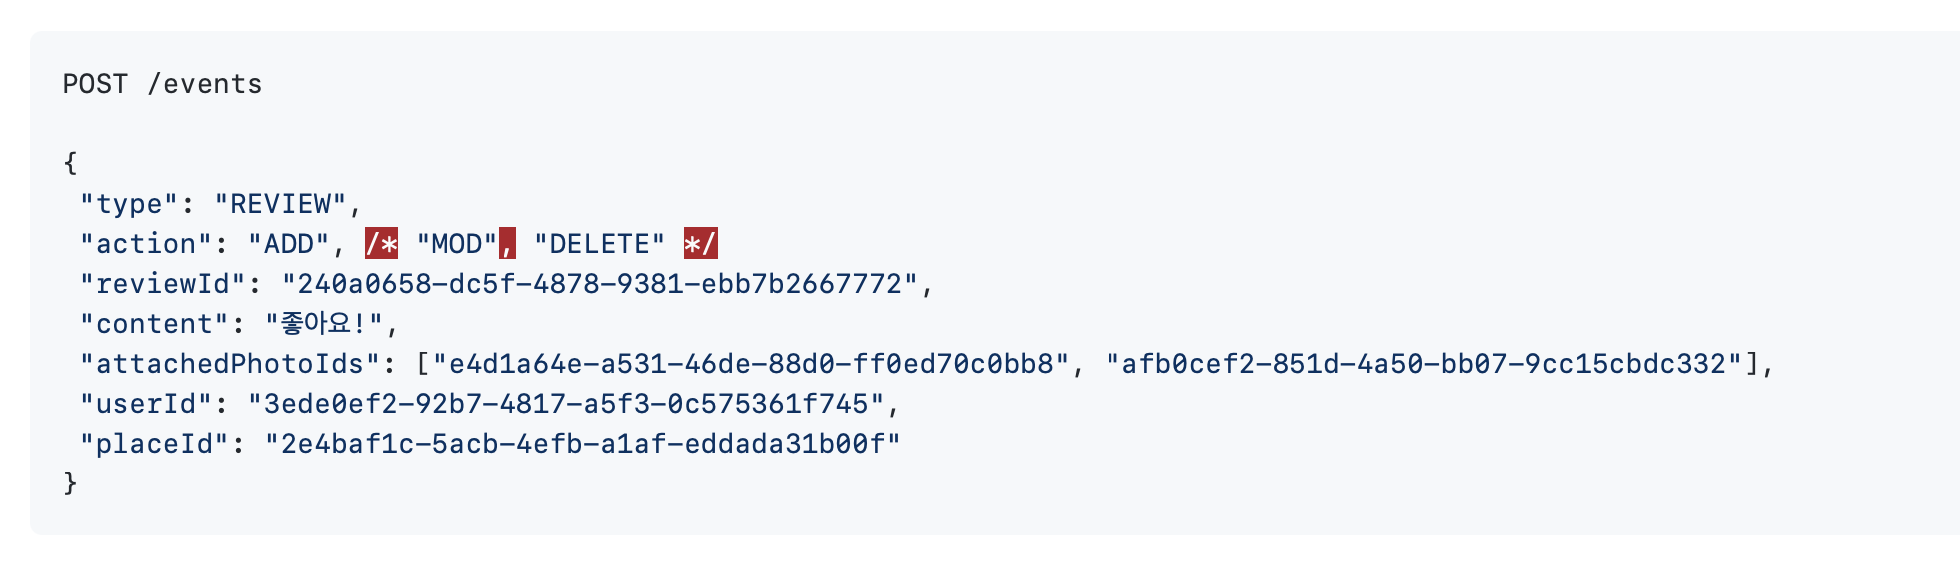 POST /events
{
"type": "REVIEW",
"action": "ADD", /* "MOD", "DELETE" */
"reviewId": "240a0658-dc5f-4878-9381-ebb7b2667772",
"content": "좋아요!",
"attachedPhotoIds": ["e4d1a64e-a531-46de-88d0-ff0ed70c0bb8", "afb0cef2-851d-4a50-bb07-9cc15cbdc332"],
"userId": "3ede0ef2-92b7-4817-a5f3-0c575361f745",
"placeId": "2e4baf1c-5acb-4efb-a1af-eddada31b00f"
}